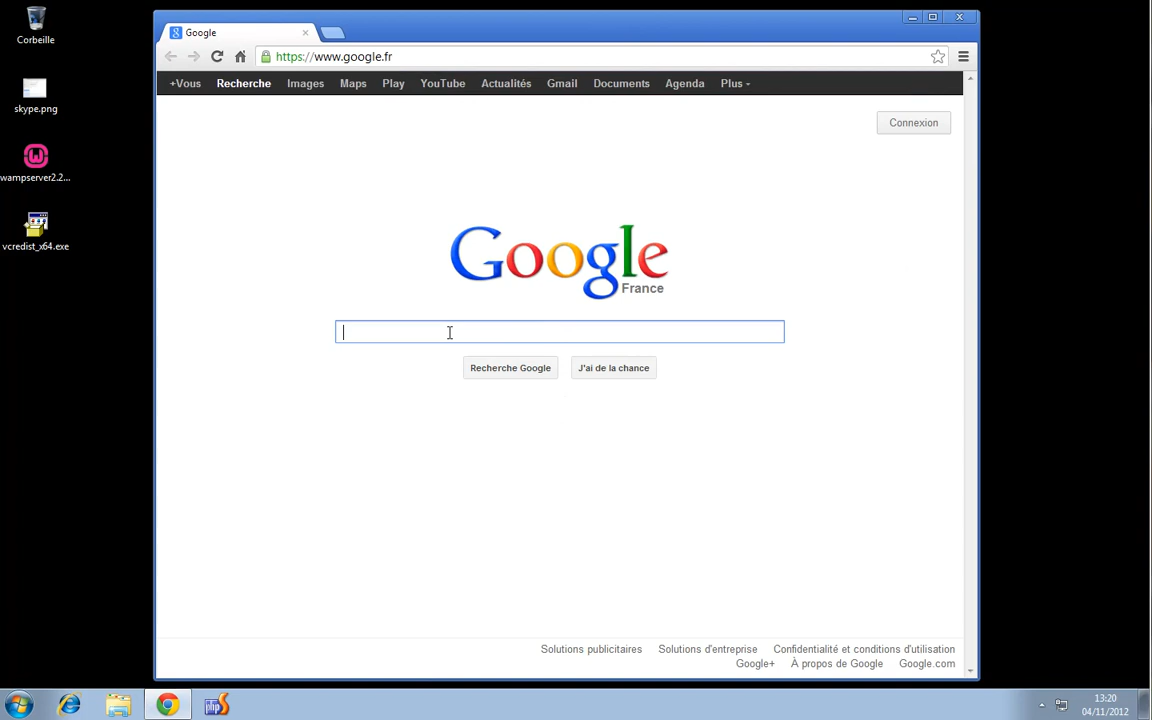 Corbeille
skype.png
wampserver2.2...
vcredist_x64.exe
Google
https://www.google.fr
+Vous Recherche Images Maps Play YouTube Actualités Gmail Documents Agenda Plus
Connexion
Google
France
Recherche Google J'ai de la chance
Solutions publicitaires Solutions d'entreprise Confidentialité et conditions d'utilisation
Google+ À propos de Google Google.com
php
13:20
04/11/2012